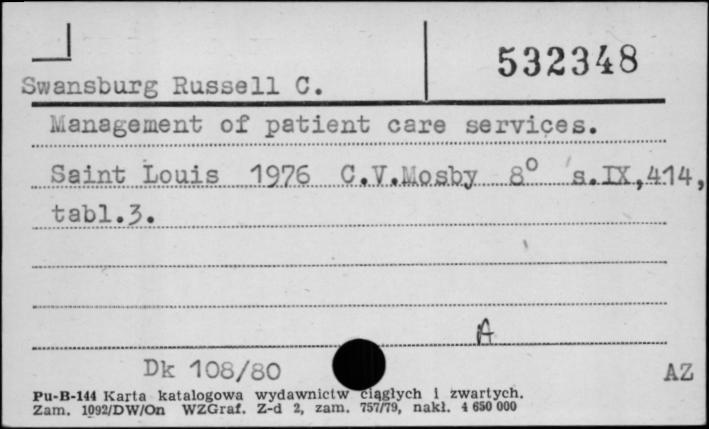 532348
Swansburg Russell C.
Management of patient care services.
Saint Louis 1976 C.V.Mosby 8° s.IX,414,
tabl.3.
A
Dk 108/80 AZ
Pu-B-144 Karta katalogowa wydawnictw ciągłych i zwartych.
Zam. 1092/DW/On WZGraf. Z-d 2, zam. 757/79, nakł. 4 650 000